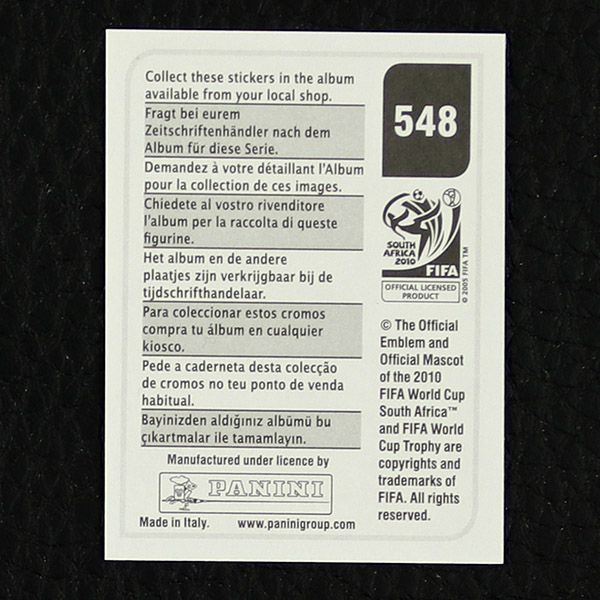 Collect these stickers in the album
available from your local shop.
Fragt bei eurem
Zeitschriftenhändler nach dem
Album für diese Serie.
Demandez à votre détaillant l'Album
pour la collection de ces images.
Chiedete al vostro rivenditore
l'album per la raccolta di queste
figurine.
Het album en de andere
plaatjes zijn verkrijgbaar bij de
tijdschrifthandelaar.
Para coleccionar estos cromos
compra tu álbum en cualquier
kiosco.
Pede a caderneta desta colecção
de cromos no teu ponto de venda
habitual.
Bayinizden aldığınız albümü bu
çıkartmalar ile tamamlayın.
Manufactured under licence by
PANINI
Made in Italy. www.paninigroup.com
548
SOUTH
AFRICA
2010
FIFA
© 2005 FIFA TM
OFFICIAL LICENSED
PRODUCT
© The Official
Emblem and
Official Mascot
of the 2010
FIFA World Cup
South Africa™
and FIFA World
Cup Trophy are
copyrights and
trademarks of
FIFA. All rights
reserved.